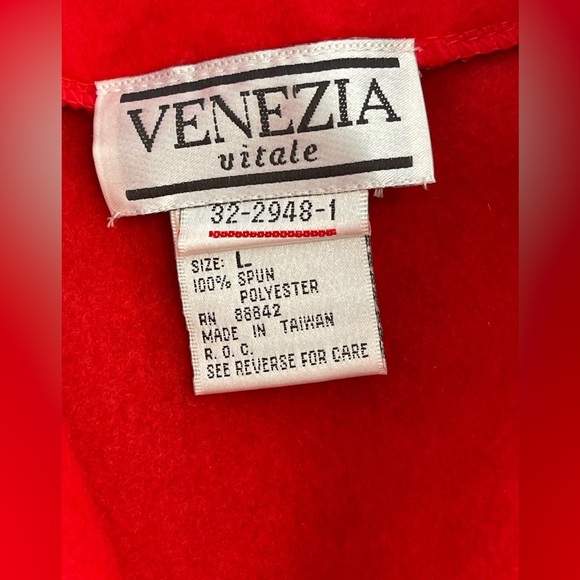 VENEZIA
vitale
32-2948-1
SIZE: L
100% SPUN
POLYESTER
RN 88842
MADE IN TAIWAN
R. O. C.
SEE REVERSE FOR CARE